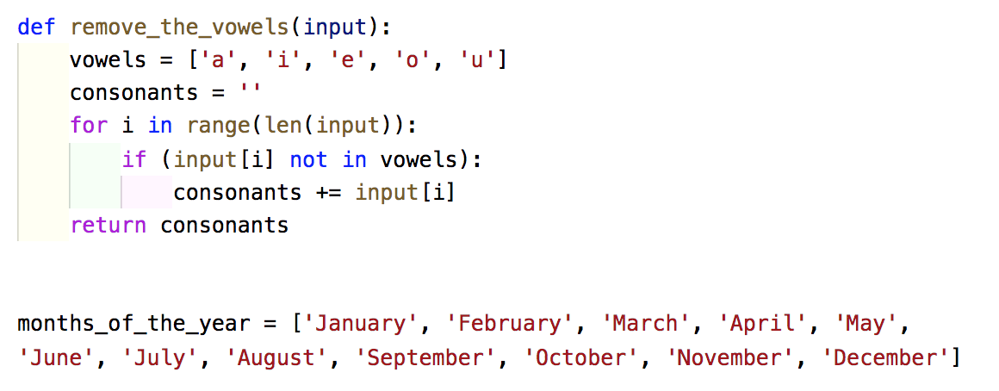 def remove_the_vowels(input):
    vowels = ['a', 'i', 'e', 'o', 'u']
    consonants = ''
    for i in range(len(input)):
        if (input[i] not in vowels):
            consonants += input[i]
    return consonants
months_of_the_year = ['January', 'February', 'March', 'April', 'May',
'June', 'July', 'August', 'September', 'October', 'November', 'December']